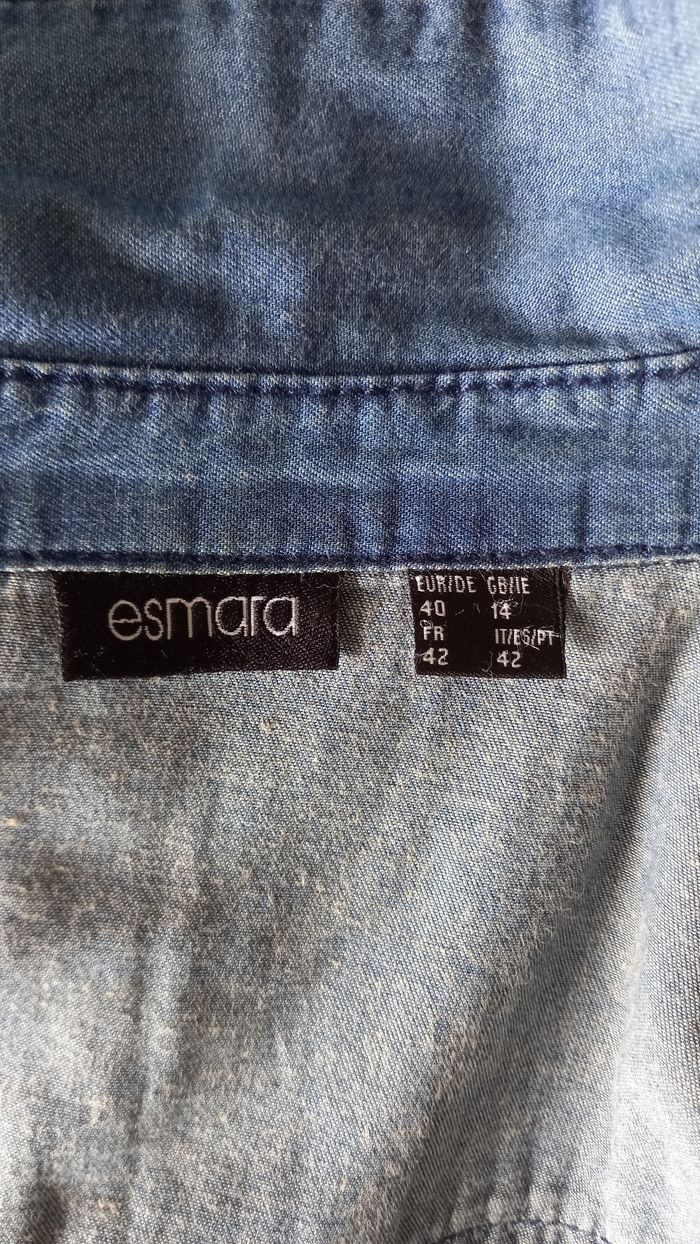 esmara
EUR/DE GB/IE
40 14
FR IT/ES/PT
42 42